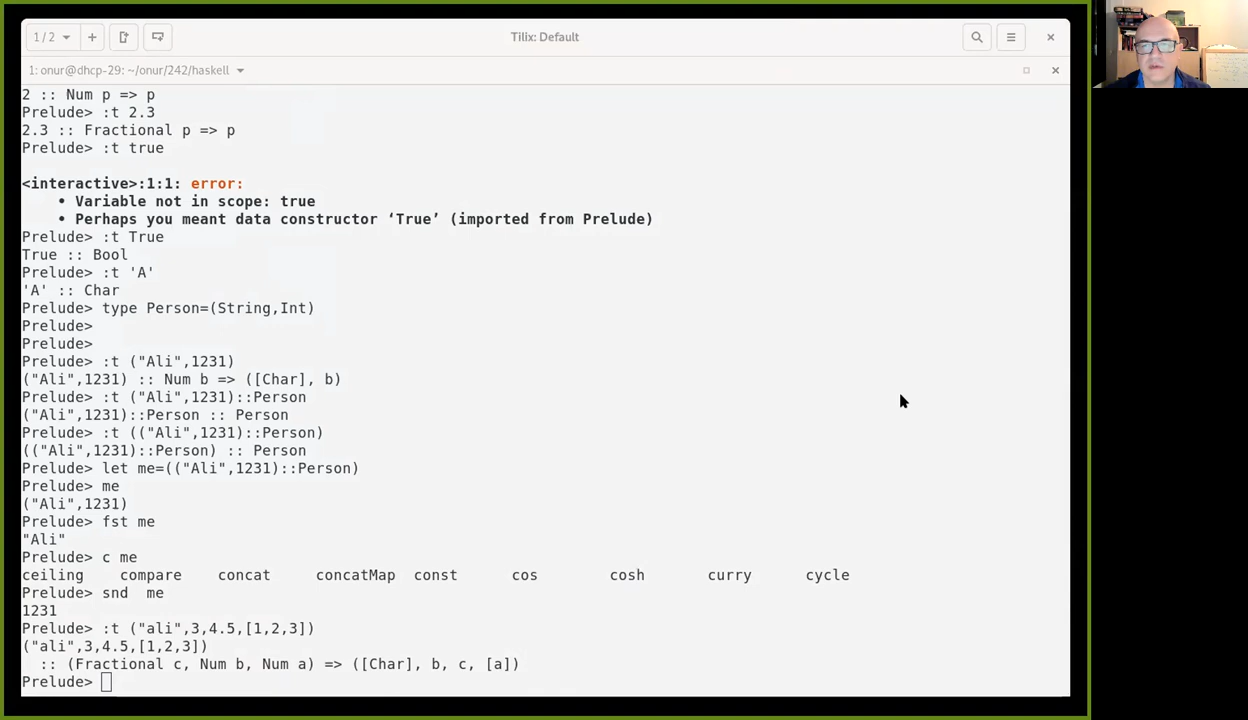 1 / 2
Tilix: Default
1: onur@dhcp-29: ~/onur/242/haskell
2 :: Num p => p
Prelude> :t 2.3
2.3 :: Fractional p => p
Prelude> :t true
<interactive>:1:1: error:
• Variable not in scope: true
• Perhaps you meant data constructor ‘True’ (imported from Prelude)
Prelude> :t True
True :: Bool
Prelude> :t 'A'
'A' :: Char
Prelude> type Person=(String,Int)
Prelude>
Prelude>
Prelude> :t ("Ali",1231)
("Ali",1231) :: Num b => ([Char], b)
Prelude> :t ("Ali",1231)::Person
("Ali",1231)::Person :: Person
Prelude> :t (("Ali",1231)::Person)
(("Ali",1231)::Person) :: Person
Prelude> let me=(("Ali",1231)::Person)
Prelude> me
("Ali",1231)
Prelude> fst me
"Ali"
Prelude> c me
ceiling compare concat concatMap const cos cosh curry cycle
Prelude> snd  me
1231
Prelude> :t ("ali",3,4.5,[1,2,3])
("ali",3,4.5,[1,2,3])
:: (Fractional c, Num b, Num a) => ([Char], b, c, [a])
Prelude>